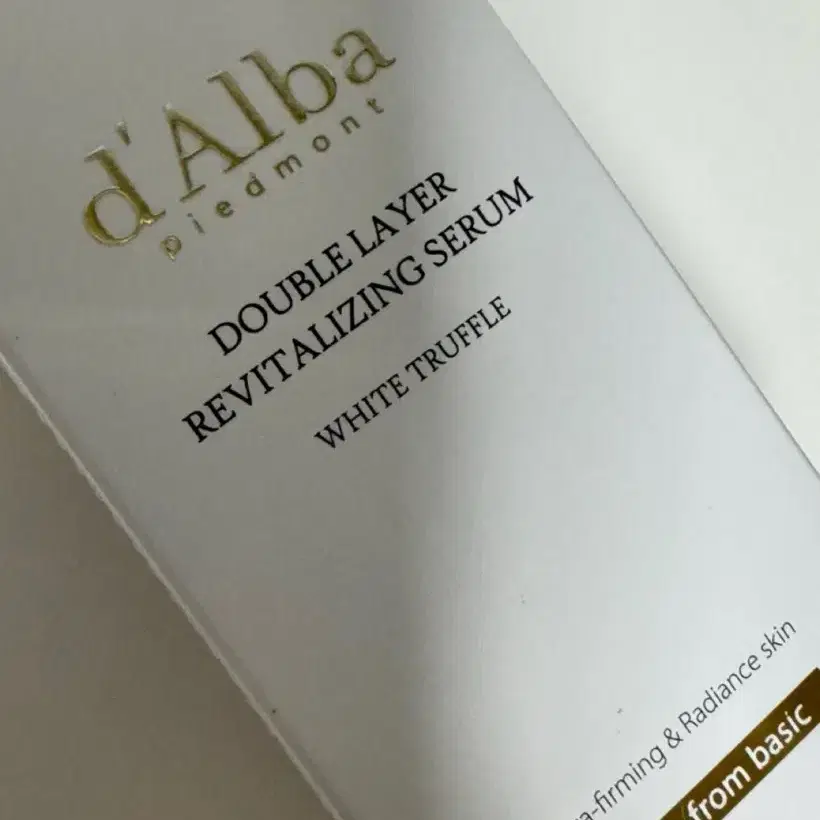 d'Alba
piedmont
DOUBLE LAYER
REVITALIZING SERUM
WHITE TRUFFLE
-firming & Radiance skin
from basic